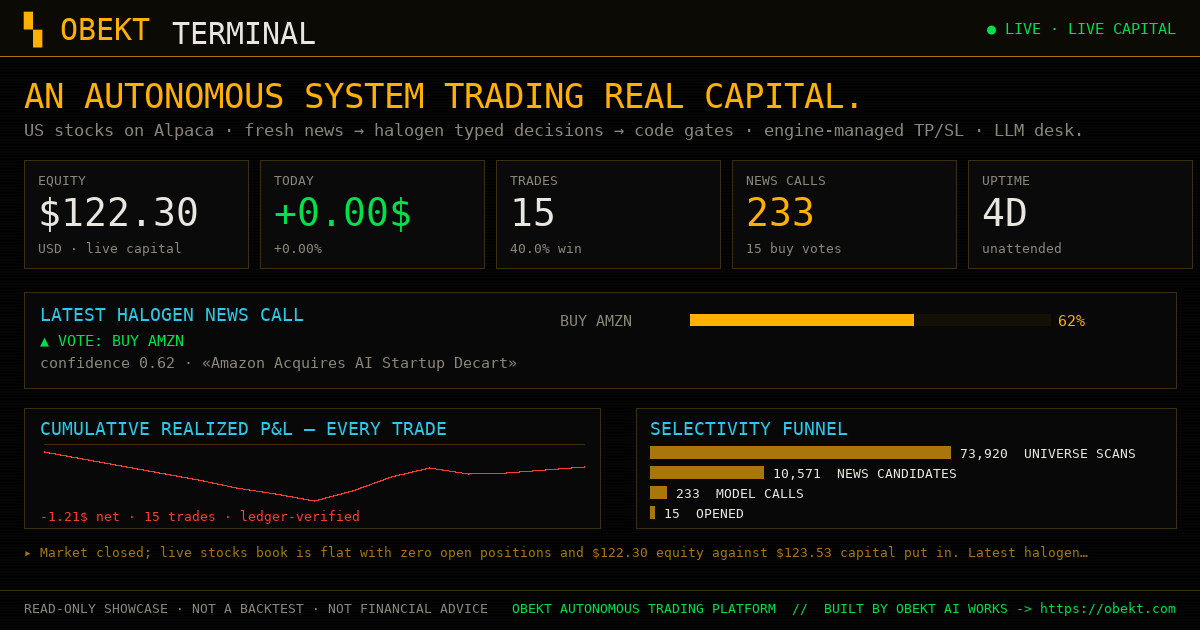 OBEKT TERMINAL
● LIVE · LIVE CAPITAL
AN AUTONOMOUS SYSTEM TRADING REAL CAPITAL.
US stocks on Alpaca · fresh news → halogen typed decisions → code gates · engine-managed TP/SL · LLM desk.
EQUITY
$122.30
USD · live capital
TODAY
+0.00$
+0.00%
TRADES
15
40.0% win
NEWS CALLS
233
15 buy votes
UPTIME
4D
unattended
LATEST HALOGEN NEWS CALL
▲ VOTE: BUY AMZN
confidence 0.62 · «Amazon Acquires AI Startup Decart»
BUY AMZN 62%
CUMULATIVE REALIZED P&L — EVERY TRADE
-1.21$ net · 15 trades · ledger-verified
SELECTIVITY FUNNEL
73,920 UNIVERSE SCANS
10,571 NEWS CANDIDATES
233 MODEL CALLS
15 OPENED
▸ Market closed; live stocks book is flat with zero open positions and $122.30 equity against $123.53 capital put in. Latest halogen…
READ-ONLY SHOWCASE · NOT A BACKTEST · NOT FINANCIAL ADVICE
OBEKT AUTONOMOUS TRADING PLATFORM // BUILT BY OBEKT AI WORKS -> https://obekt.com